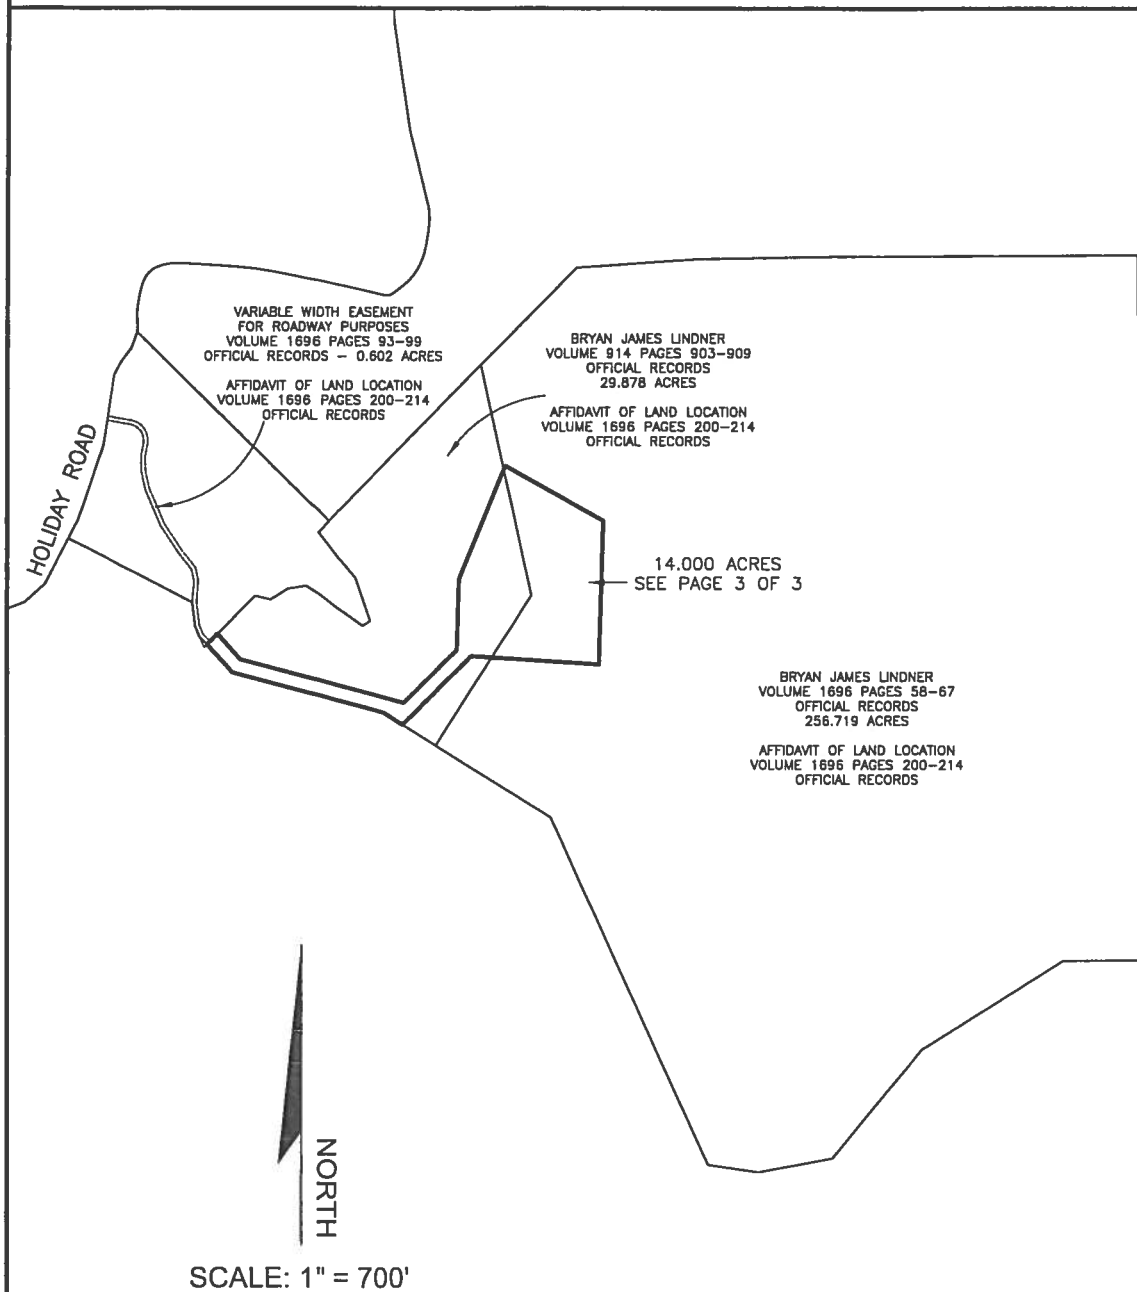 VARIABLE WIDTH EASEMENT
FOR ROADWAY PURPOSES
VOLUME 1696 PAGES 93-99
OFFICIAL RECORDS - 0.602 ACRES
AFFIDAVIT OF LAND LOCATION
VOLUME 1696 PAGES 200-214
OFFICIAL RECORDS
BRYAN JAMES LINDNER
VOLUME 914 PAGES 903-909
OFFICIAL RECORDS
29.878 ACRES
AFFIDAVIT OF LAND LOCATION
VOLUME 1696 PAGES 200-214
OFFICIAL RECORDS
HOLIDAY ROAD
14.000 ACRES
SEE PAGE 3 OF 3
BRYAN JAMES LINDNER
VOLUME 1696 PAGES 58-67
OFFICIAL RECORDS
256.719 ACRES
AFFIDAVIT OF LAND LOCATION
VOLUME 1696 PAGES 200-214
OFFICIAL RECORDS
NORTH
SCALE: 1" = 700'